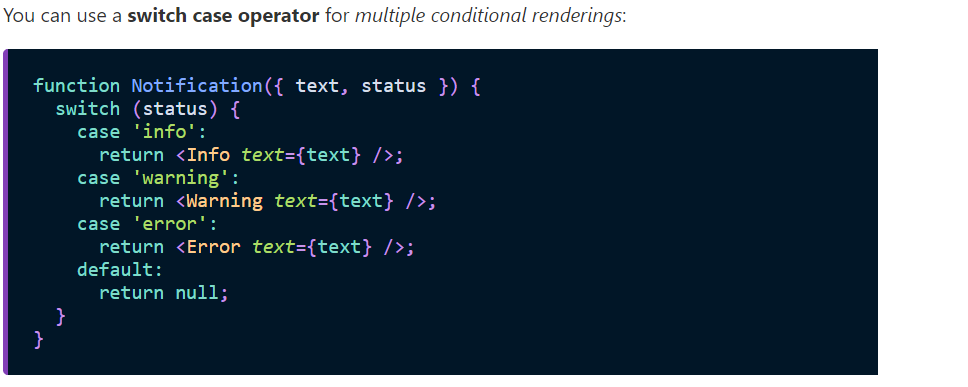 You can use a switch case operator for multiple conditional renderings:
function Notification({ text, status }) {
  switch (status) {
    case 'info':
      return <Info text={text} />;
    case 'warning':
      return <Warning text={text} />;
    case 'error':
      return <Error text={text} />;
    default:
      return null;
  }
}